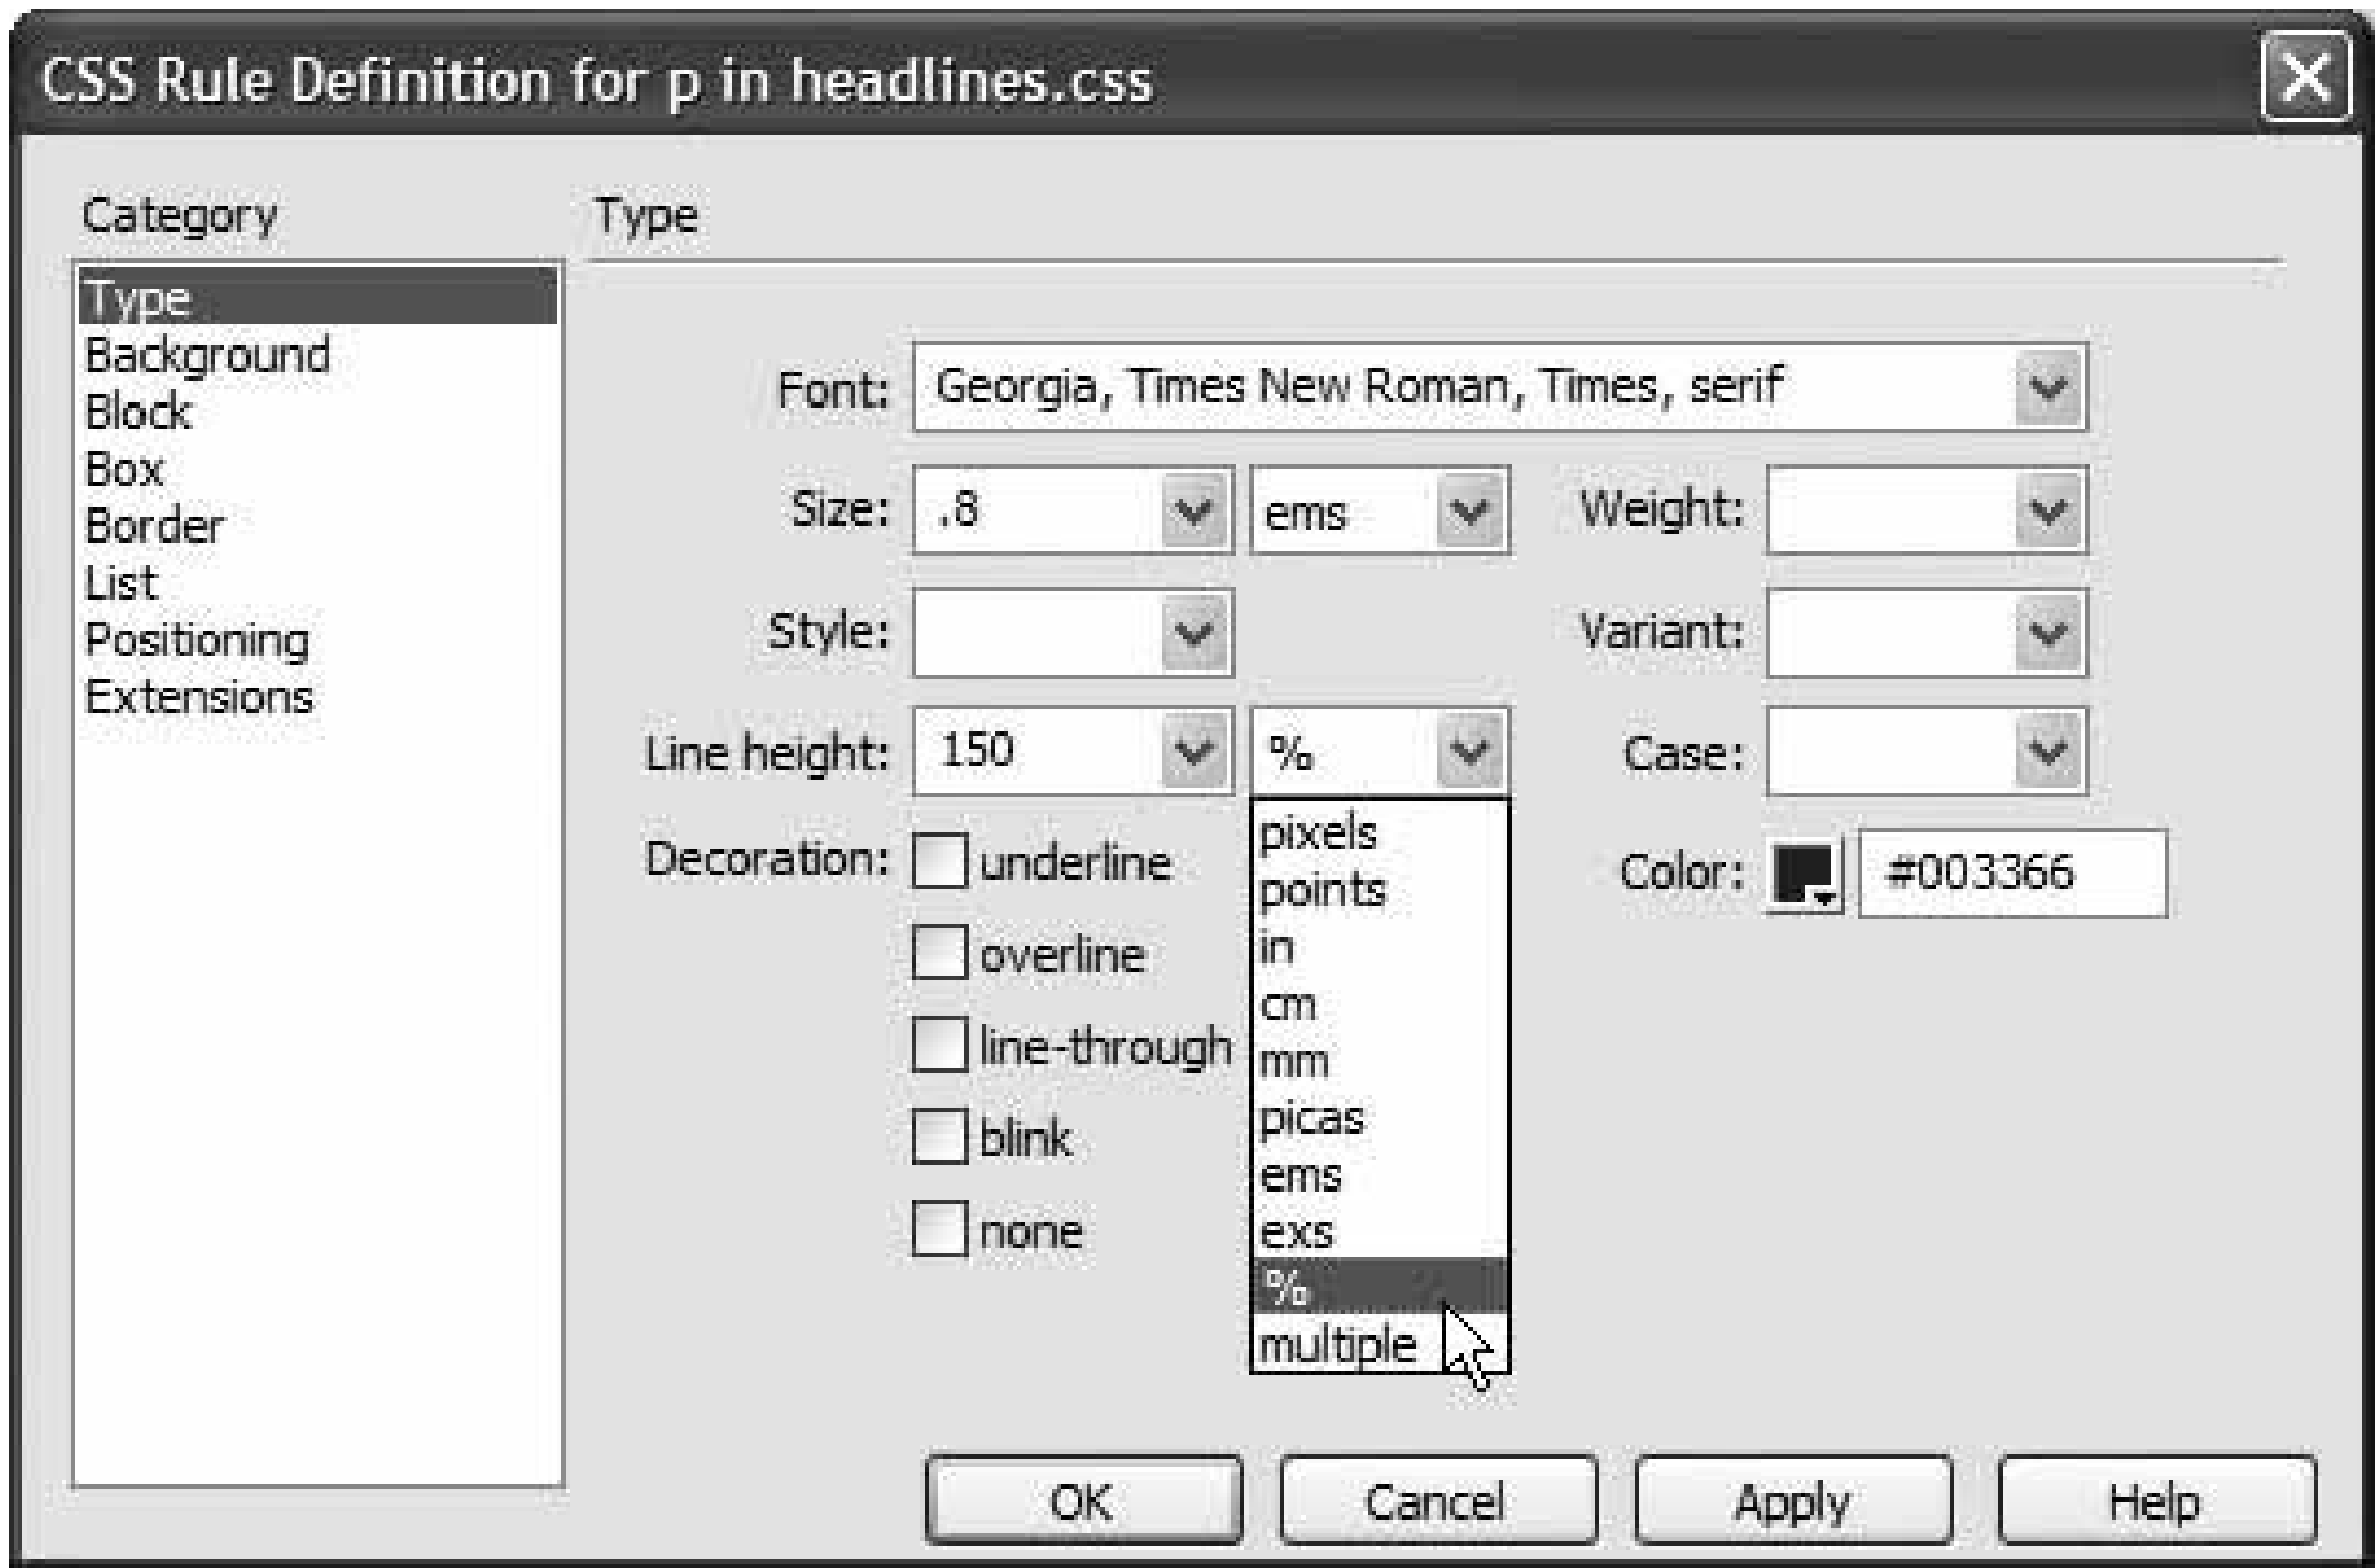 CSS Rule Definition for p in headlines.css
Category
Type
Background
Block
Box
Border
List
Positioning
Extensions
Type
Font: Georgia, Times New Roman, Times, serif
Size: .8 ems Weight:
Style: Variant:
Line height: 150 % Case:
Decoration: underline
overline
line-through
blink
none
pixels
points
in
cm
mm
picas
ems
exs
%
multiple
Color: #003366
OK Cancel Apply Help